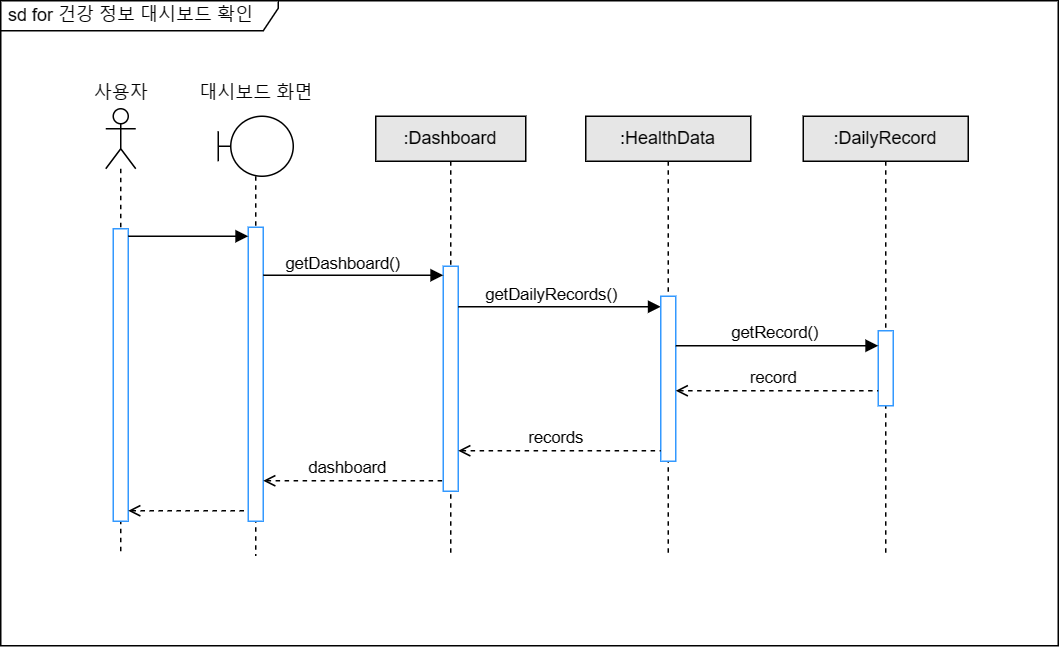 sd for 건강 정보 대시보드 확인
사용자
대시보드 화면
:Dashboard
:HealthData
:DailyRecord
getDashboard()
getDailyRecords()
getRecord()
record
records
dashboard